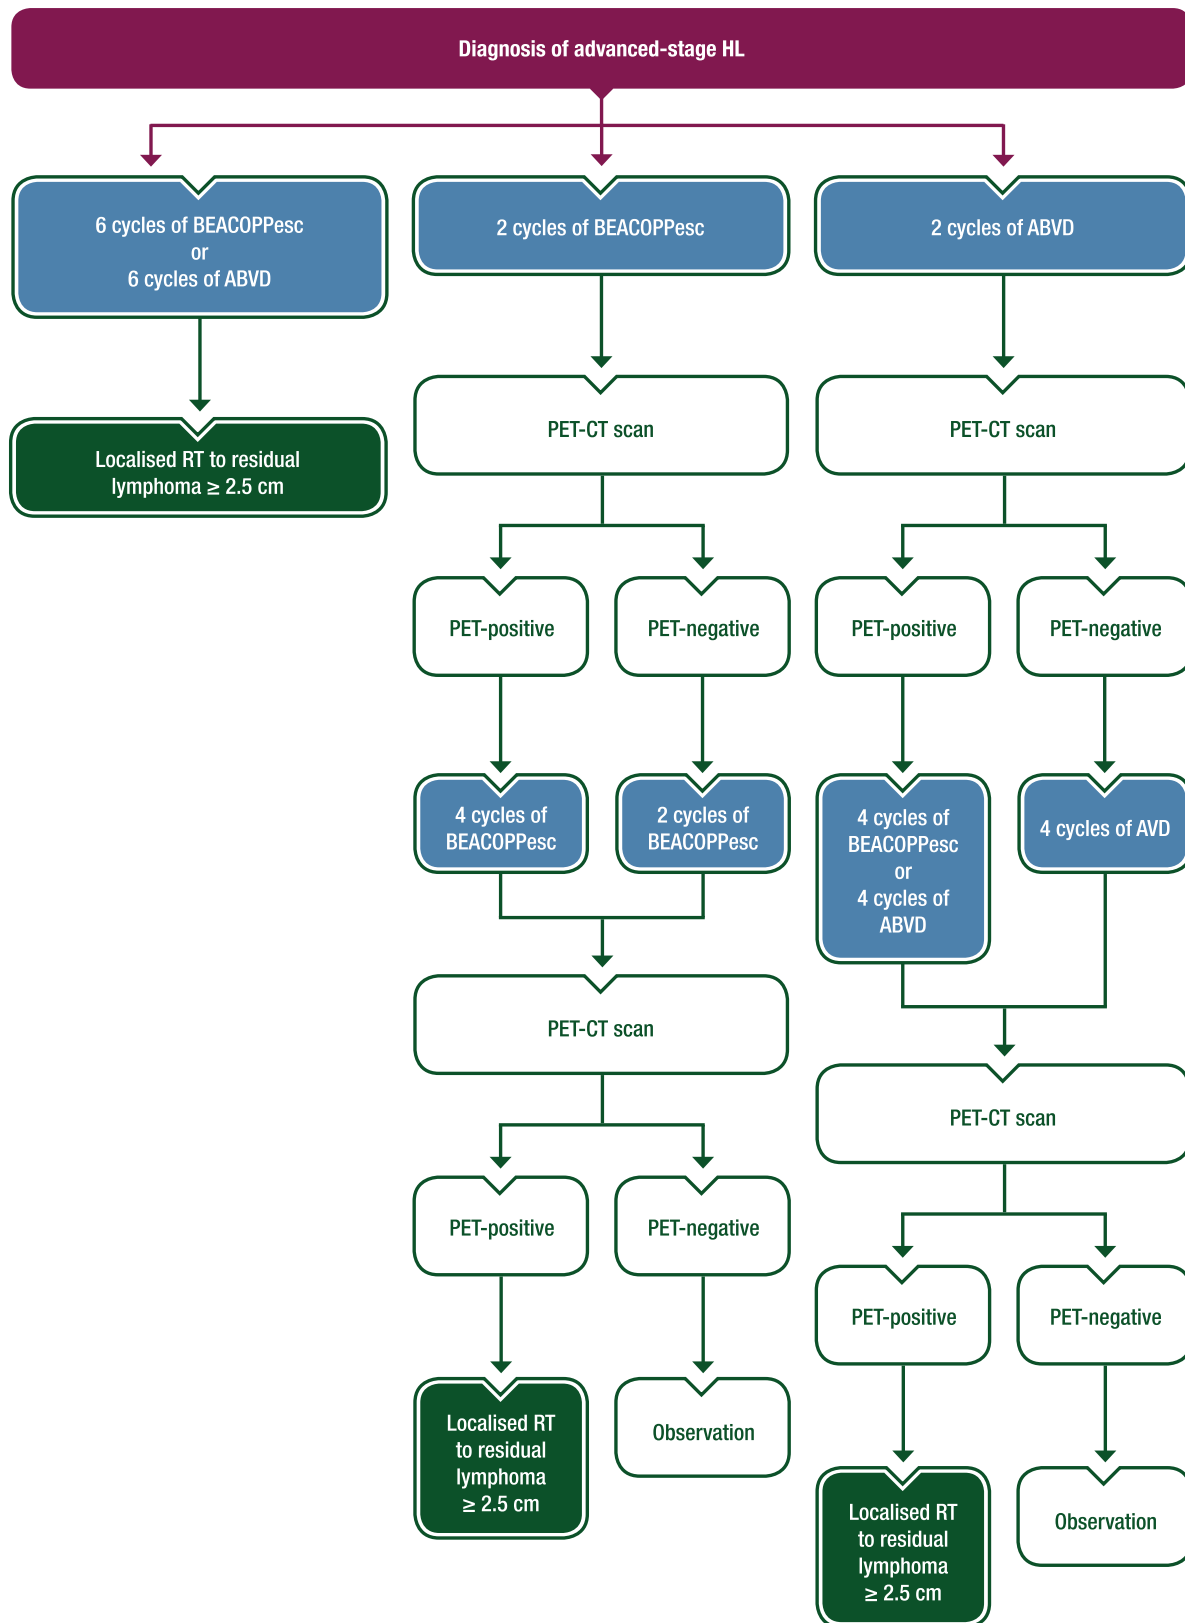 Diagnosis of advanced-stage HL
6 cycles of BEACOPPesc
or
6 cycles of ABVD
2 cycles of BEACOPPesc
2 cycles of ABVD
Localised RT to residual
lymphoma ≥ 2.5 cm
PET-CT scan
PET-CT scan
PET-positive
PET-negative
PET-positive
PET-negative
4 cycles of
BEACOPPesc
2 cycles of
BEACOPPesc
4 cycles of
BEACOPPesc
or
4 cycles of
ABVD
4 cycles of AVD
PET-CT scan
PET-CT scan
PET-positive
PET-negative
PET-positive
PET-negative
Localised RT
to residual
lymphoma
≥ 2.5 cm
Observation
Localised RT
to residual
lymphoma
≥ 2.5 cm
Observation